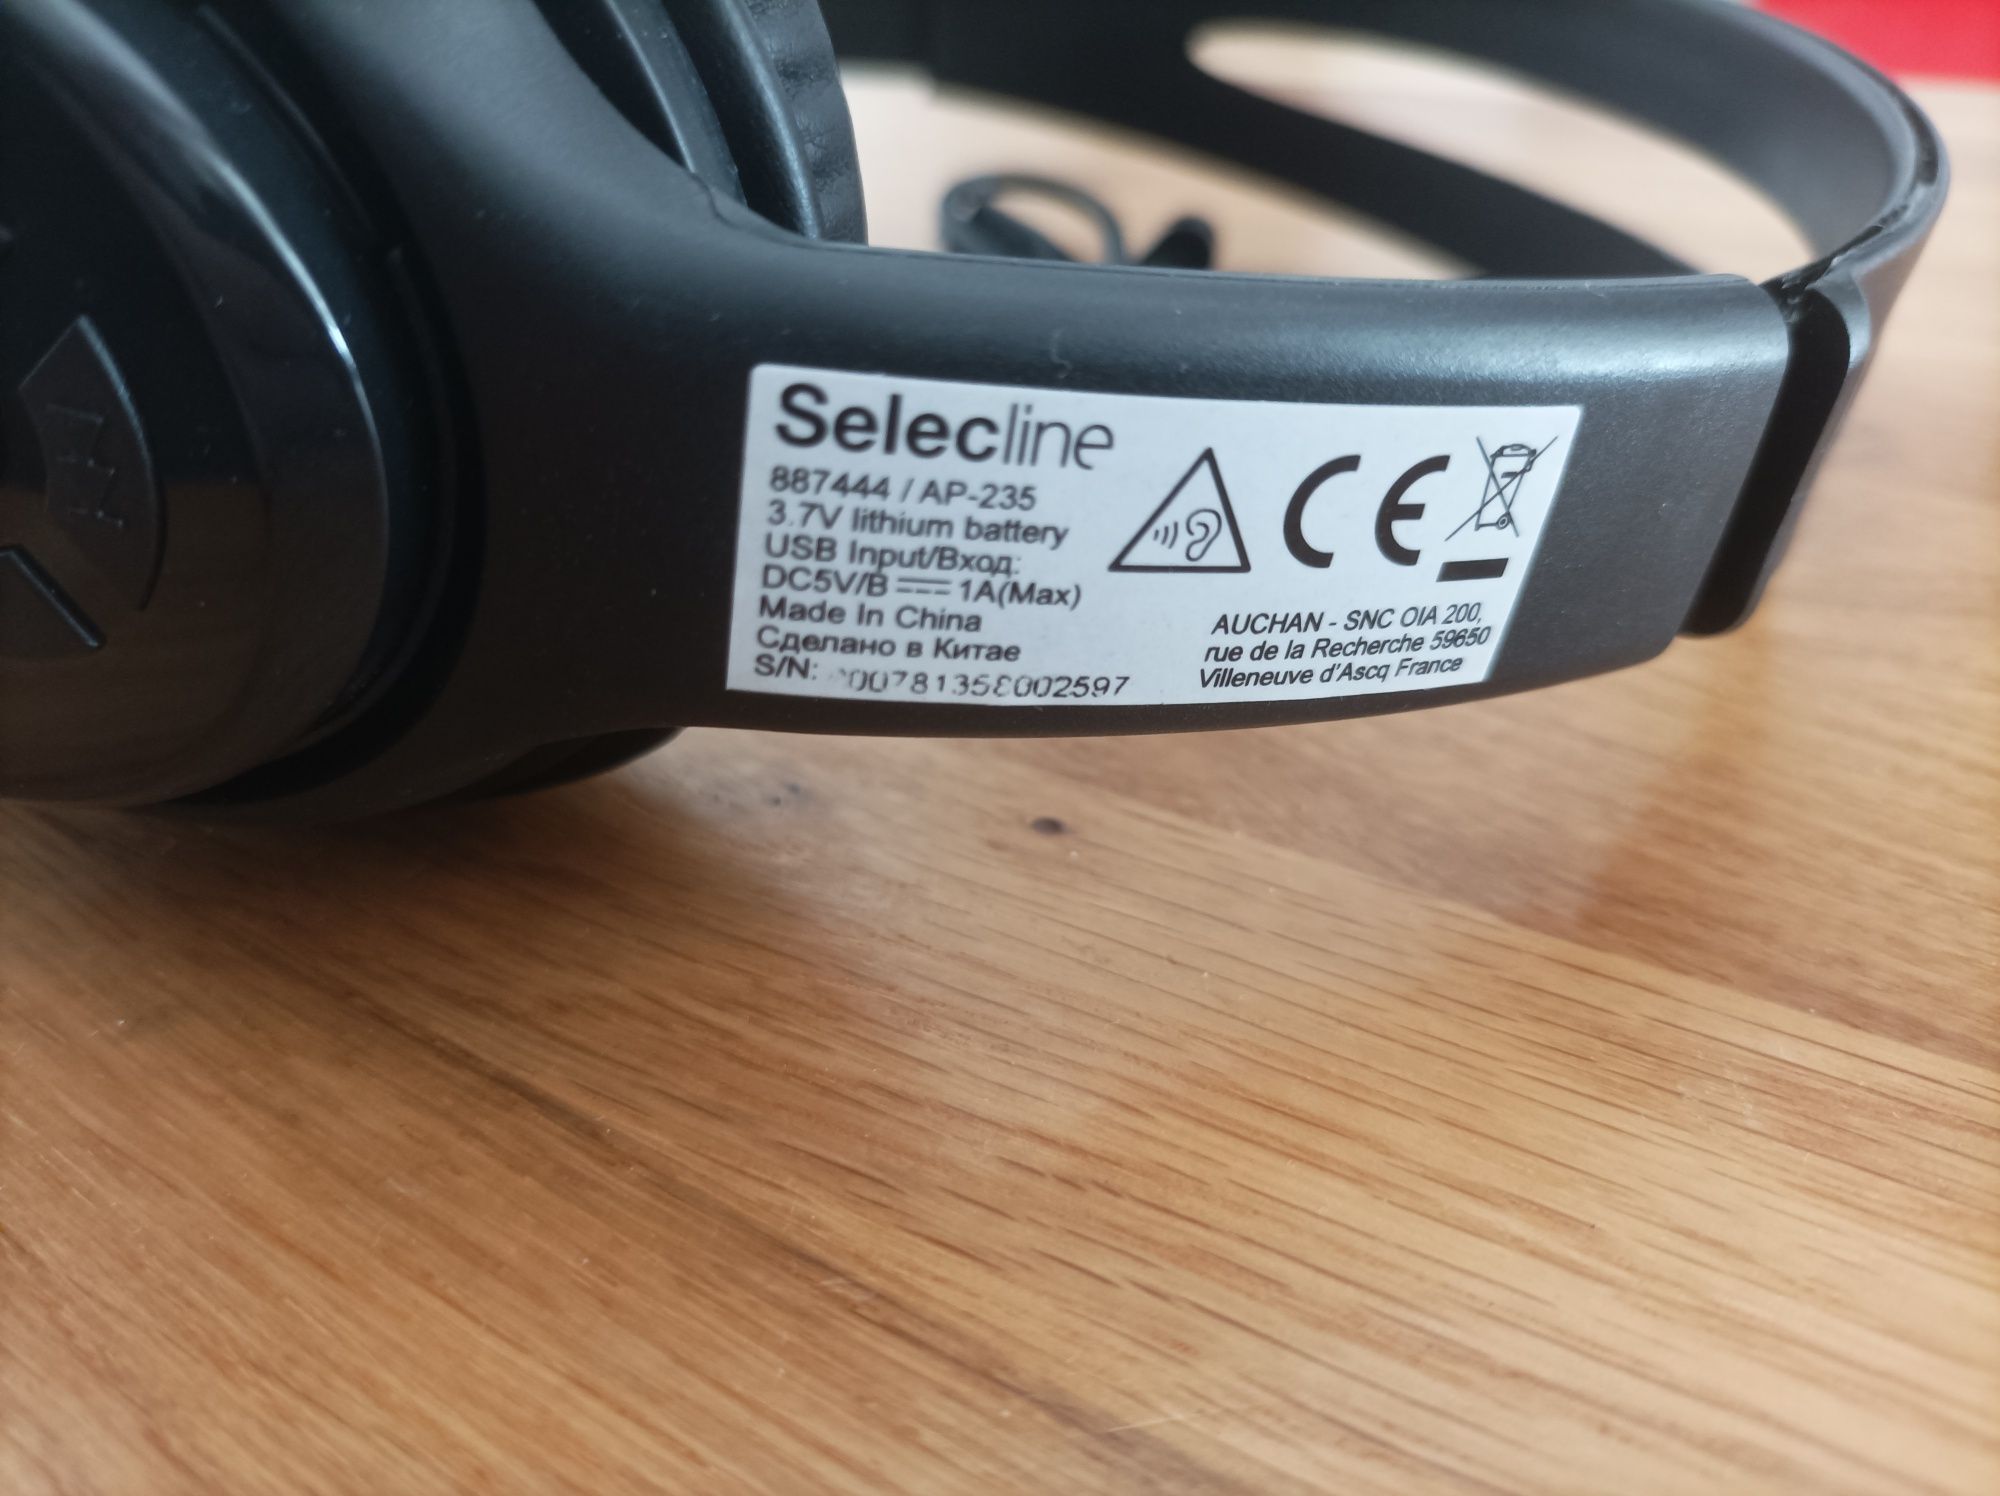 Selecline
887444 / AP-235
3.7V lithium battery
USB Input/Вход:
DC5V/В ⎓ 1A(Max)
Made In China
Сделано в Китае
S/N:
CE
AUCHAN - SNC OIA 200,
rue de la Recherche 59650
Villeneuve d'Ascq France